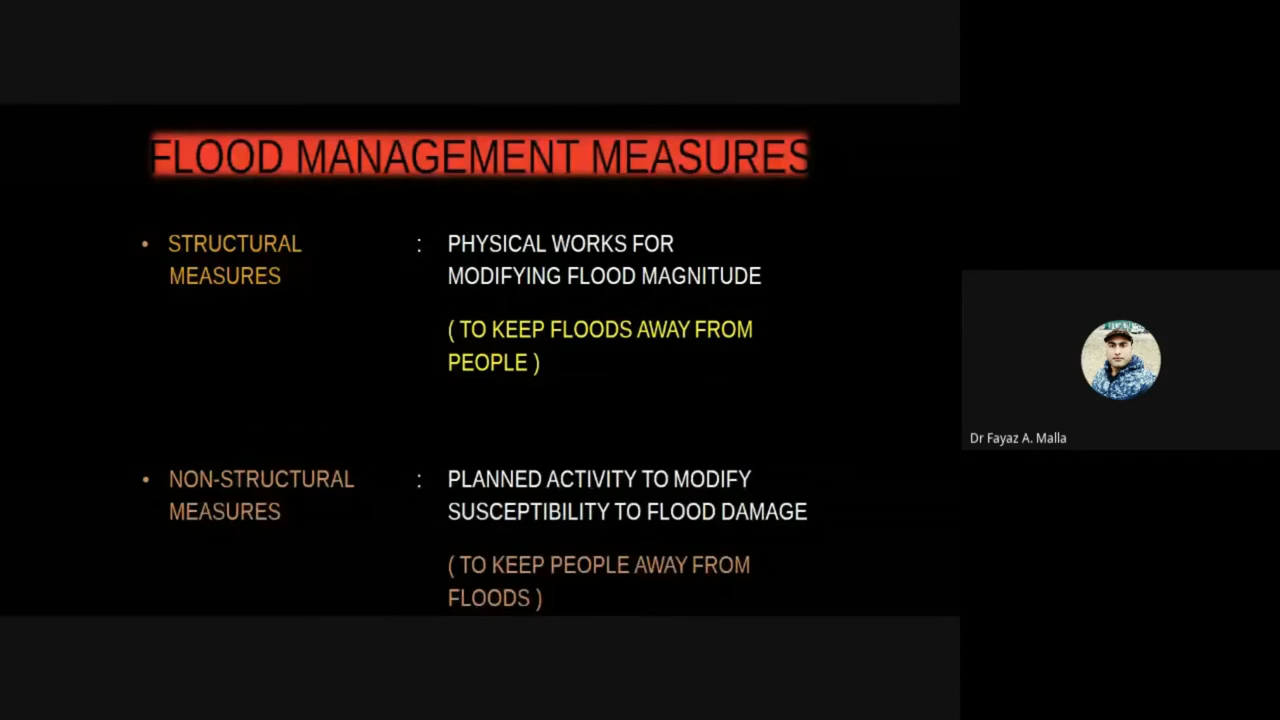 FLOOD MANAGEMENT MEASURES
• STRUCTURAL : PHYSICAL WORKS FOR
MEASURES MODIFYING FLOOD MAGNITUDE
( TO KEEP FLOODS AWAY FROM
PEOPLE )
• NON-STRUCTURAL : PLANNED ACTIVITY TO MODIFY
MEASURES SUSCEPTIBILITY TO FLOOD DAMAGE
( TO KEEP PEOPLE AWAY FROM
FLOODS )
Dr Fayaz A. Malla